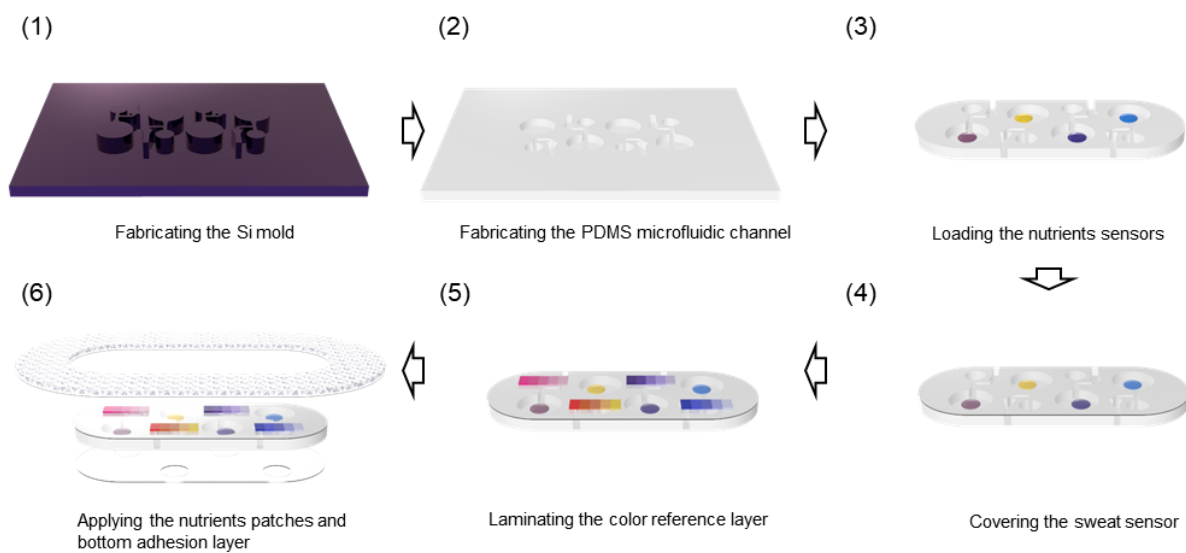 (1)
(2)
(3)
Fabricating the Si mold
Fabricating the PDMS microfluidic channel
Loading the nutrients sensors
(6)
(5)
(4)
Applying the nutrients patches and
bottom adhesion layer
Laminating the color reference layer
Covering the sweat sensor